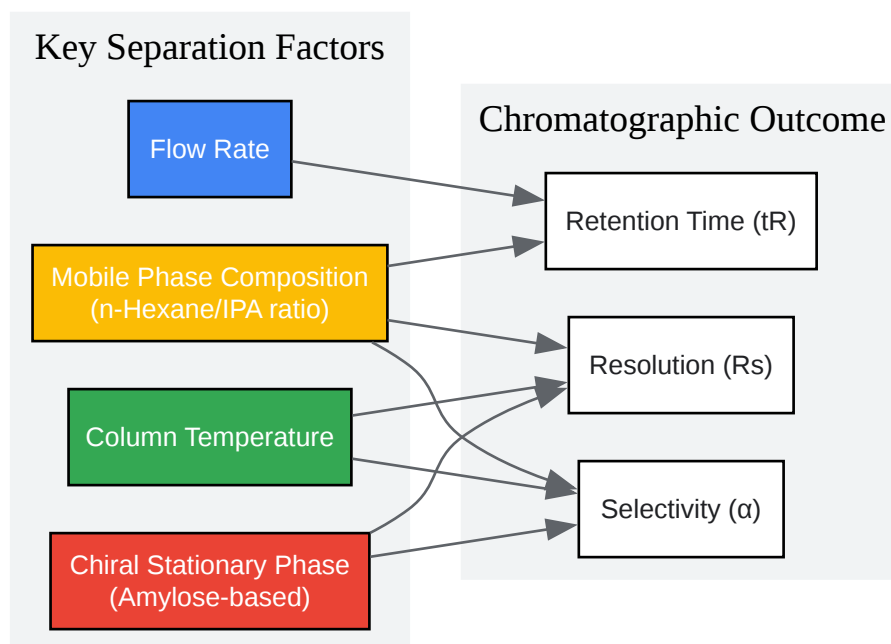 Key Separation Factors
Flow Rate
Mobile Phase Composition
(n-Hexane/IPA ratio)
Column Temperature
Chiral Stationary Phase
(Amylose-based)
Chromatographic Outcome
Retention Time (tR)
Resolution (Rs)
Selectivity (α)